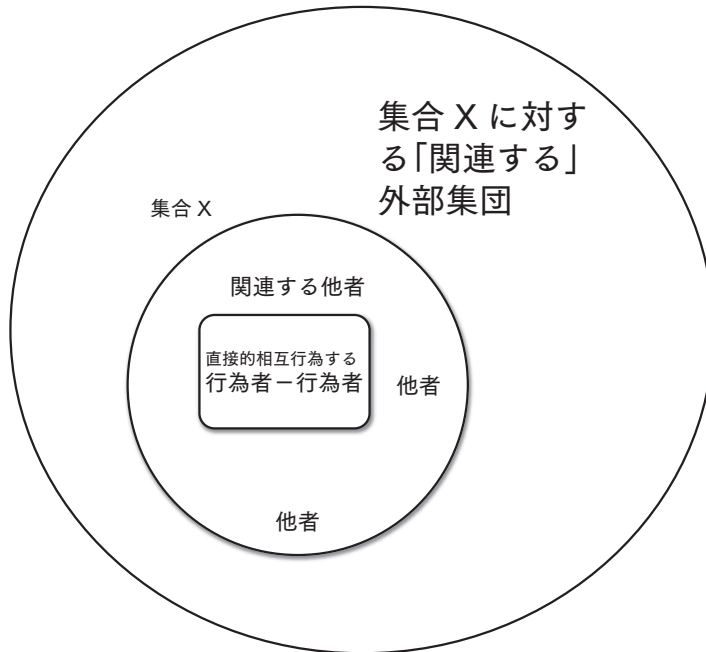 集合 X に対す
る「関連する」
外部集団
集合 X
関連する他者
直接的相互行為する
行為者－行為者
他者
他者